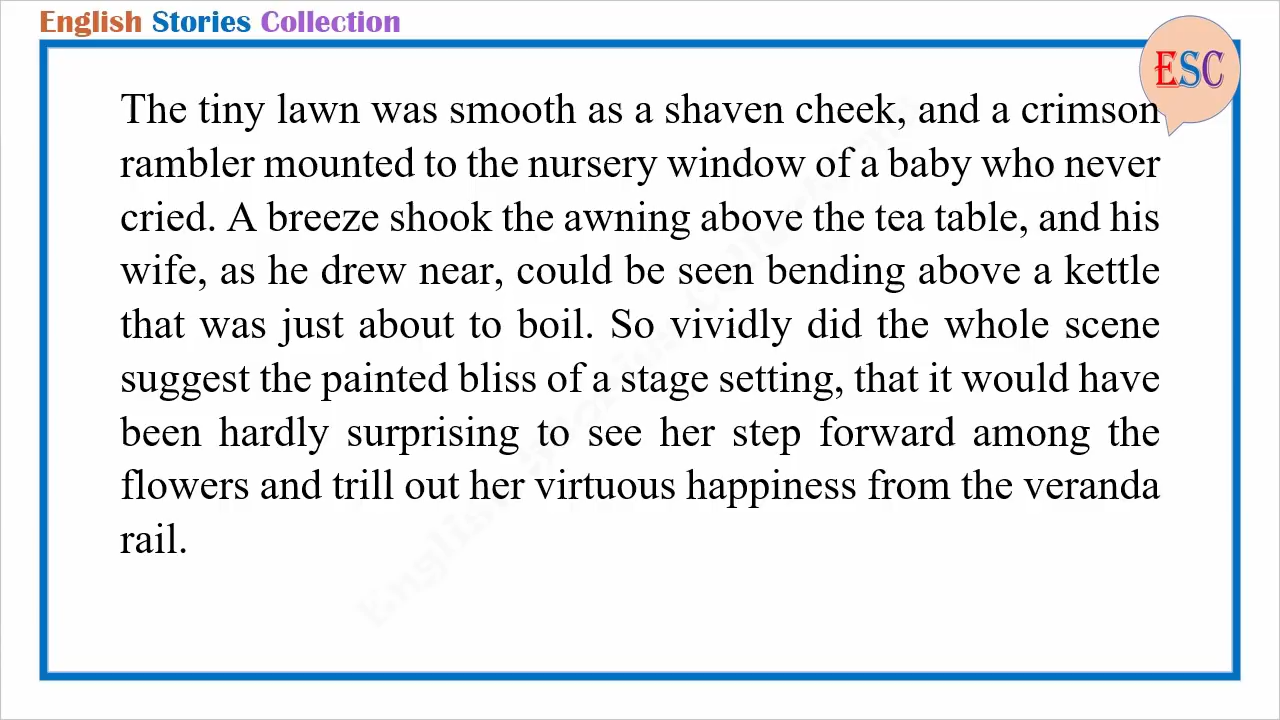 English Stories Collection
ESC
The tiny lawn was smooth as a shaven cheek, and a crimson
rambler mounted to the nursery window of a baby who never
cried. A breeze shook the awning above the tea table, and his
wife, as he drew near, could be seen bending above a kettle
that was just about to boil. So vividly did the whole scene
suggest the painted bliss of a stage setting, that it would have
been hardly surprising to see her step forward among the
flowers and trill out her virtuous happiness from the veranda
rail.